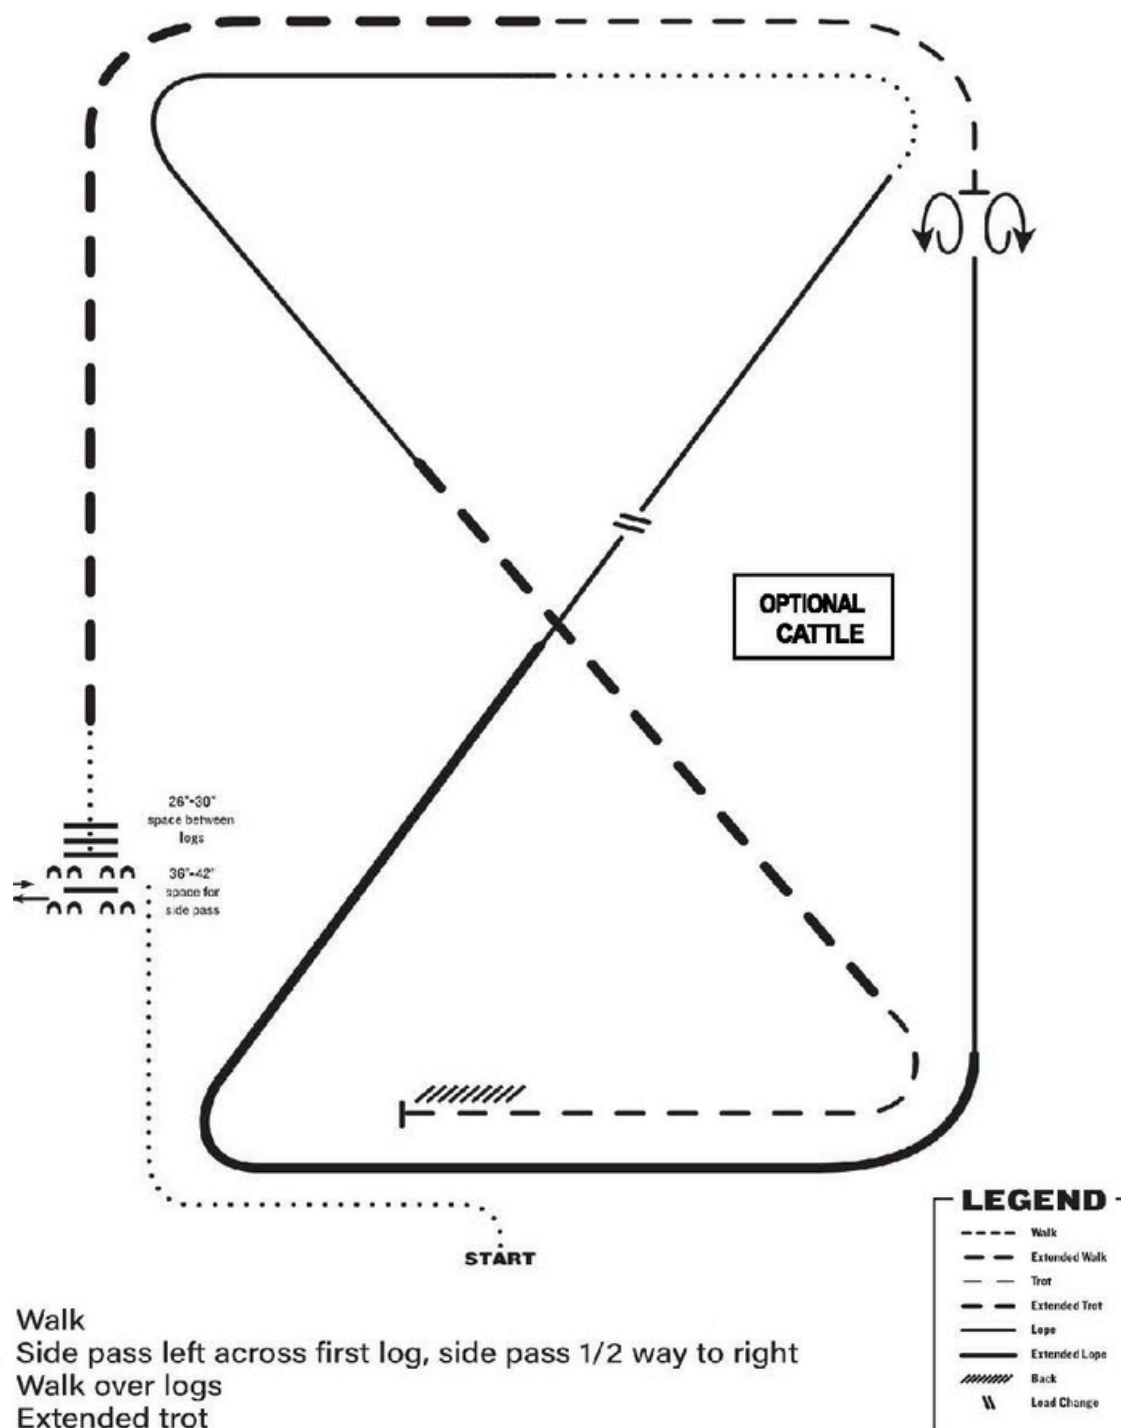 OPTIONAL
CATTLE
26"-30"
space between
logs
36"-42"
space for
side pass
START
LEGEND
Walk
Extended Walk
Trot
Extended Trot
Lope
Extended Lope
Back
Lead Change
Walk
Side pass left across first log, side pass 1/2 way to right
Walk over logs
Extended trot